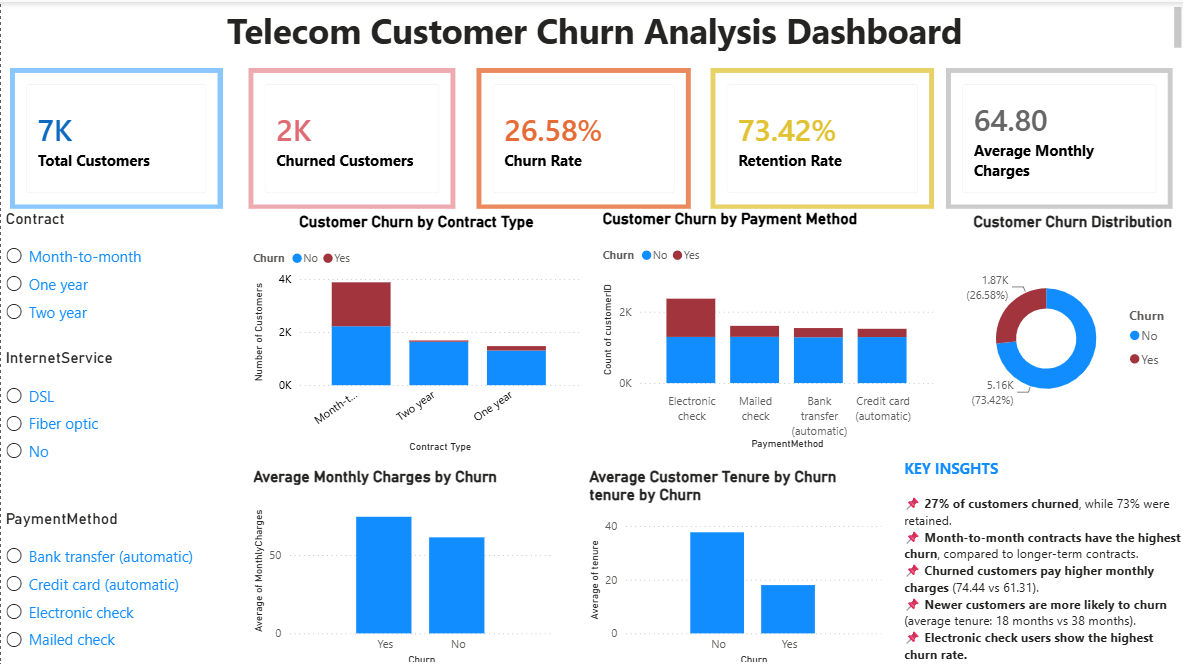 Telecom Customer Churn Analysis Dashboard
7K
Total Customers
2K
Churned Customers
26.58%
Churn Rate
73.42%
Retention Rate
64.80
Average Monthly
Charges
Contract
Month-to-month
One year
Two year
InternetService
DSL
Fiber optic
No
PaymentMethod
Bank transfer (automatic)
Credit card (automatic)
Electronic check
Mailed check
Customer Churn by Contract Type
Churn No Yes
Number of Customers
4K
2K
0K
Month-t...
Two year
One year
Contract Type
Customer Churn by Payment Method
Churn No Yes
Count of customerID
2K
0K
Electronic
check
Mailed
check
Bank
transfer
(automatic)
Credit card
(automatic)
PaymentMethod
Customer Churn Distribution
1.87K
(26.58%)
5.16K
(73.42%)
Churn
No
Yes
Average Monthly Charges by Churn
Average of MonthlyCharges
50
0
Yes
No
Churn
Average Customer Tenure by Churn
tenure by Churn
Average of tenure
40
20
0
No
Yes
Churn
KEY INSGHTS
📌 27% of customers churned, while 73% were
retained.
📌 Month-to-month contracts have the highest
churn, compared to longer-term contracts.
📌 Churned customers pay higher monthly
charges (74.44 vs 61.31).
📌 Newer customers are more likely to churn
(average tenure: 18 months vs 38 months).
📌 Electronic check users show the highest
churn rate.